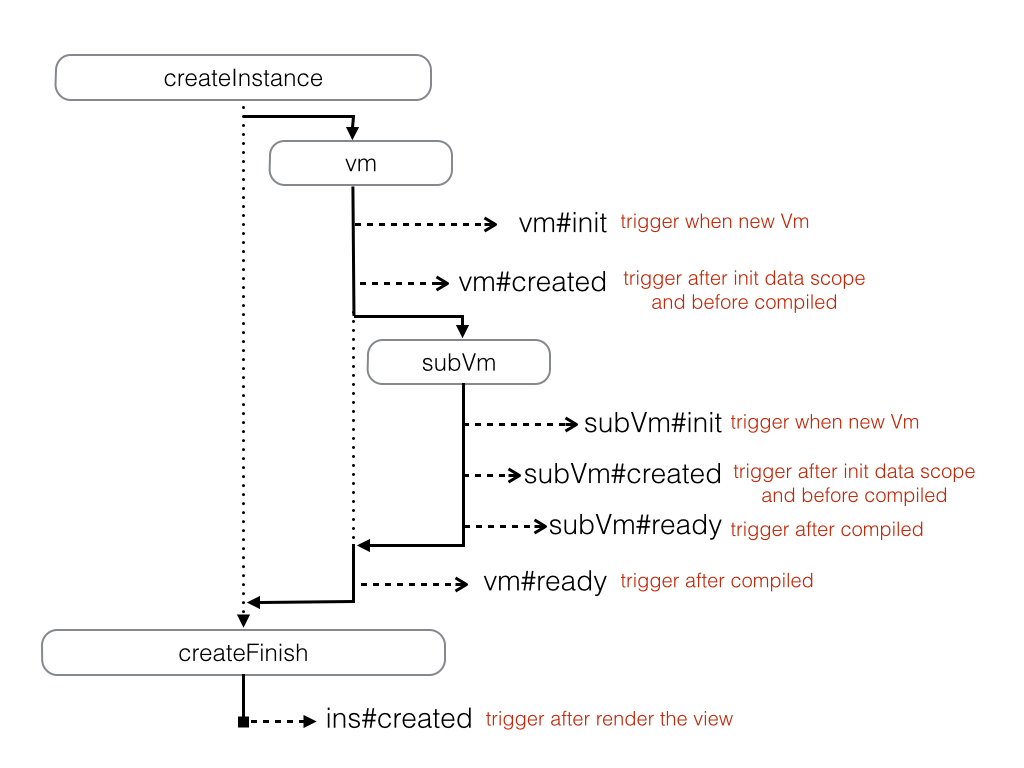 createInstance
vm
vm#init trigger when new Vm
vm#created trigger after init data scope
and before compiled
subVm
subVm#init trigger when new Vm
subVm#created trigger after init data scope
and before compiled
subVm#ready trigger after compiled
vm#ready trigger after compiled
createFinish
ins#created trigger after render the view